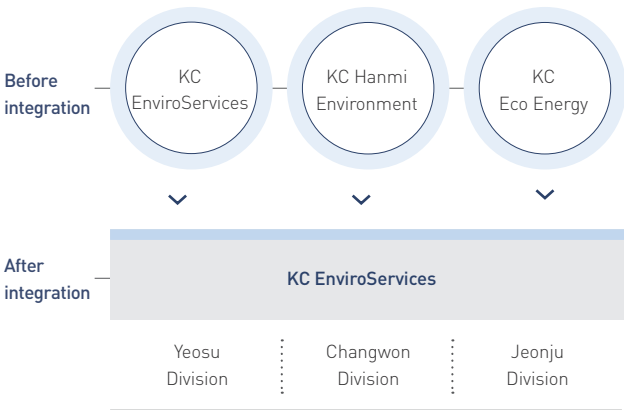 Before
integration
KC
EnviroServices
KC Hanmi
Environment
KC
Eco Energy
After
integration
KC EnviroServices
Yeosu
Division
Changwon
Division
Jeonju
Division